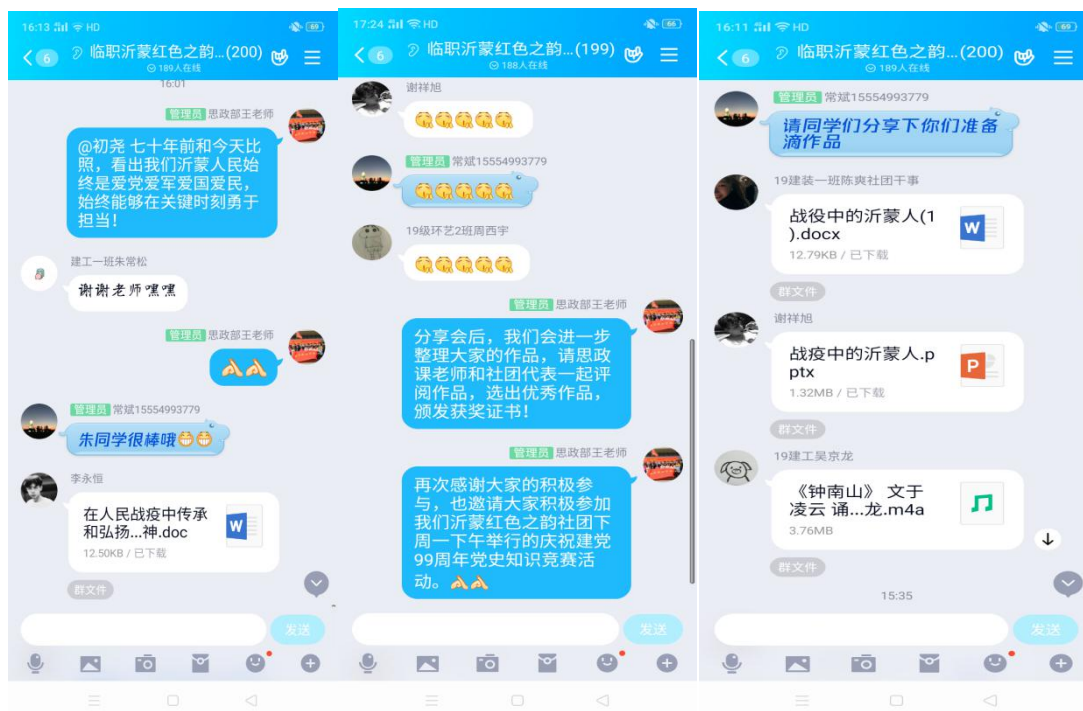 16:13 HD 69
6 临职沂蒙红色之韵...(200)
189人在线
16:01
管理员 思政部王老师
@初尧 七十年前和今天比
照，看出我们沂蒙人民始
终是爱党爱军爱国爱民，
始终能够在关键时刻勇于
担当！
建工一班朱常松
谢谢老师嘿嘿
管理员 思政部王老师
管理员 常斌15554993779
朱同学很棒哦
李永恒
在人民战疫中传承
和弘扬...神.doc
12.50KB / 已下载
群文件
发送
17:24 HD 66
6 临职沂蒙红色之韵...(199)
188人在线
谢祥旭
管理员 常斌15554993779
19级环艺2班周西宇
管理员 思政部王老师
分享会后，我们会进一步
整理大家的作品，请思政
课老师和社团代表一起评
阅作品，选出优秀作品，
颁发获奖证书！
管理员 思政部王老师
再次感谢大家的积极参
与，也邀请大家积极参加
我们沂蒙红色之韵社团下
周一下午举行的庆祝建党
99周年党史知识竞赛活
动。
发送
16:11 HD 69
6 临职沂蒙红色之韵...(200)
189人在线
管理员 常斌15554993779
请同学们分享下你们准备
滴作品
19建装一班陈爽社团干事
战役中的沂蒙人(1
).docx
W
12.79KB / 已下载
群文件
谢祥旭
战疫中的沂蒙人.p
ptx
P
1.32MB / 已下载
群文件
19建工吴京龙
《钟南山》 文于
凌云 诵...龙.m4a
3.76MB
群文件
15:35
发送